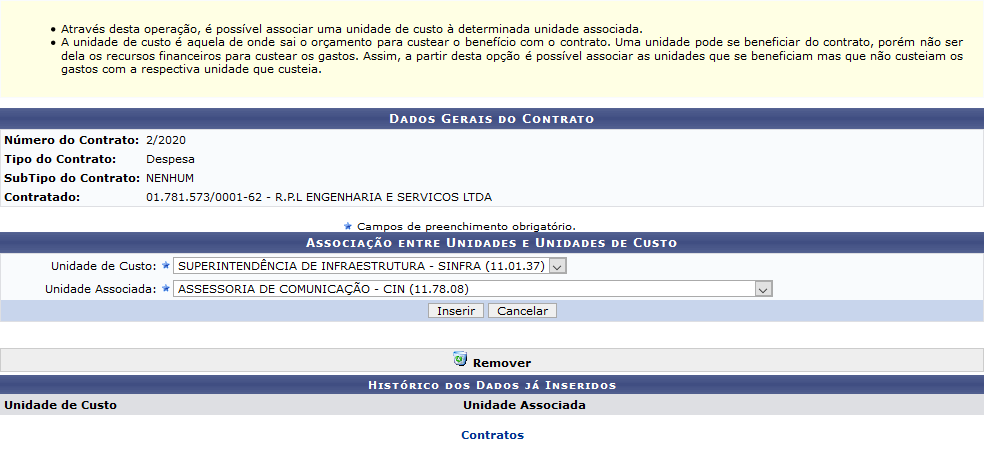 • Através desta operação, é possível associar uma unidade de custo à determinada unidade associada.
• A unidade de custo é aquela de onde sai o orçamento para custear o benefício com o contrato. Uma unidade pode se beneficiar do contrato, porém não ser
dela os recursos financeiros para custear os gastos. Assim, a partir desta opção é possível associar as unidades que se beneficiam mas que não custeiam os
gastos com a respectiva unidade que custeia.
Dados Gerais do Contrato
Número do Contrato: 2/2020
Tipo do Contrato: Despesa
SubTipo do Contrato: NENHUM
Contratado: 01.781.573/0001-62 - R.P.L ENGENHARIA E SERVICOS LTDA
Campos de preenchimento obrigatório.
Associação entre Unidades e Unidades de Custo
Unidade de Custo: SUPERINTENDÊNCIA DE INFRAESTRUTURA - SINFRA (11.01.37)
Unidade Associada: ASSESSORIA DE COMUNICAÇÃO - CIN (11.78.08)
Inserir Cancelar
Remover
Histórico dos Dados já Inseridos
Unidade de Custo Unidade Associada
Contratos